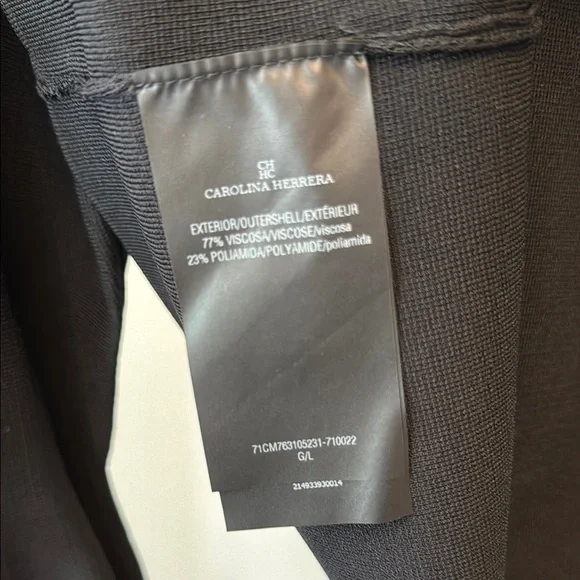 CH
HC
CAROLINA HERRERA
EXTERIOR/OUTERSHELL/EXTÉRIEUR
77% VISCOSA/VISCOSE/viscosa
23% POLIAMIDA/POLYAMIDE/poliamida
71CM763105231-710022
G/L
214933930014